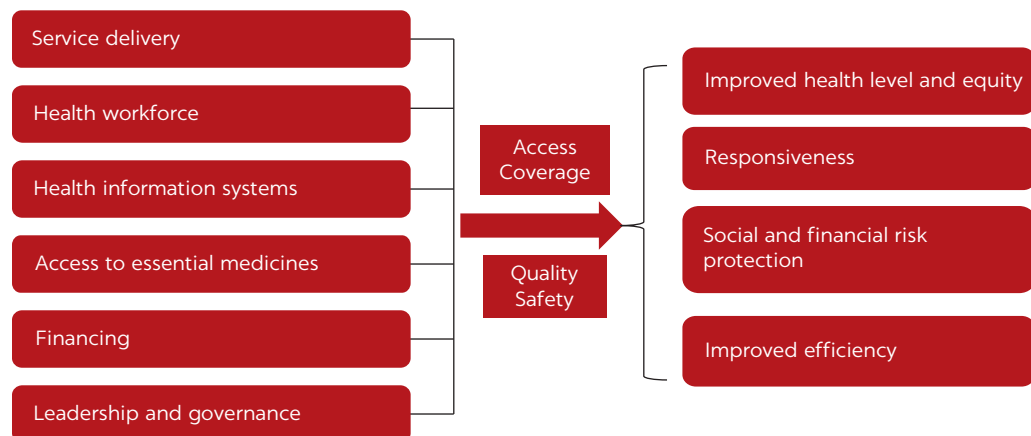 Service delivery
Health workforce
Health information systems
Access to essential medicines
Financing
Leadership and governance
Access
Coverage
Quality
Safety
Improved health level and equity
Responsiveness
Social and financial risk
protection
Improved efficiency